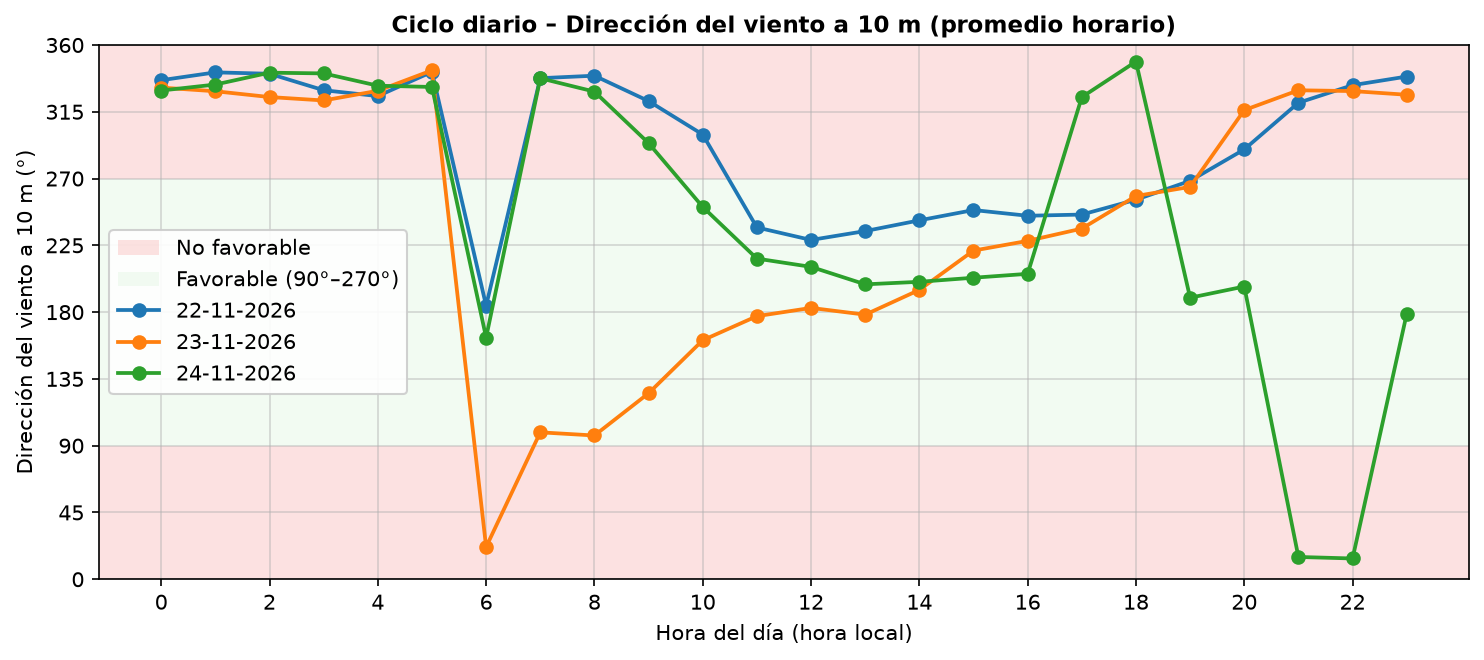 Ciclo diario – Dirección del viento a 10 m (promedio horario)
Dirección del viento a 10 m (°)
360
315
270
225
180
135
90
45
0
No favorable
Favorable (90°–270°)
22-11-2026
23-11-2026
24-11-2026
0 2 4 6 8 10 12 14 16 18 20 22
Hora del día (hora local)